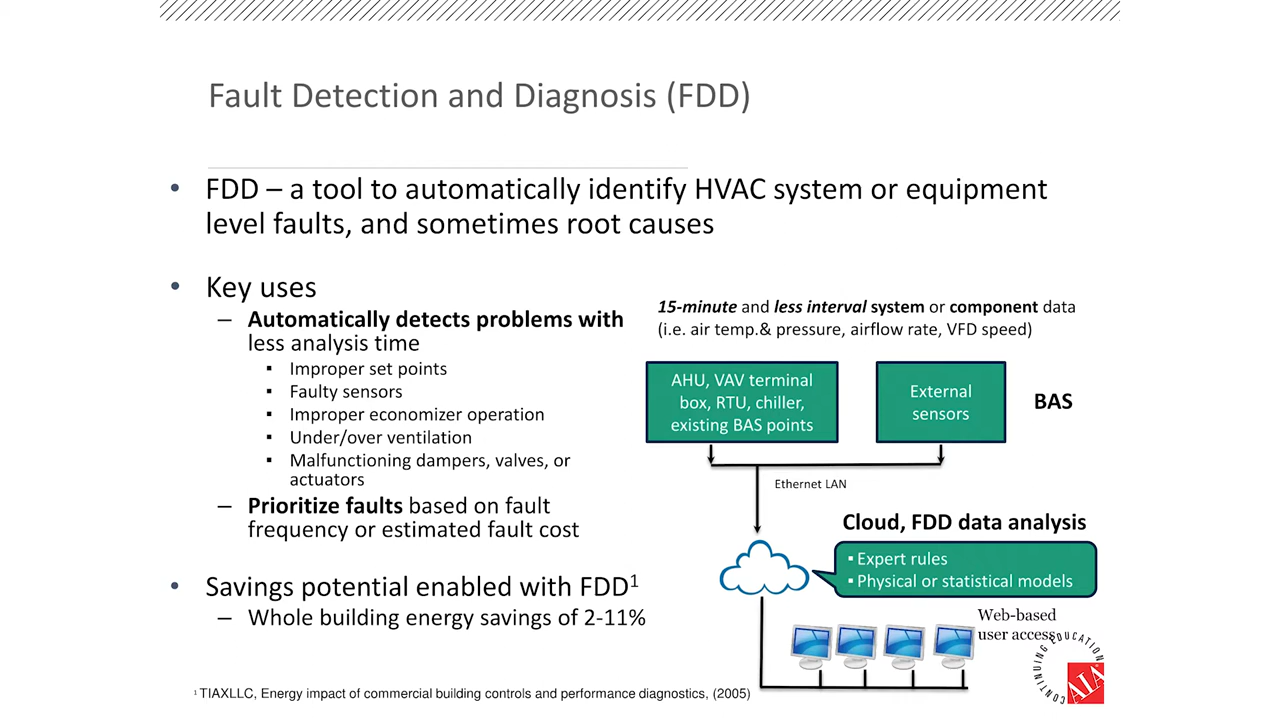 Fault Detection and Diagnosis (FDD)
• FDD – a tool to automatically identify HVAC system or equipment
level faults, and sometimes root causes
• Key uses
– Automatically detects problems with
less analysis time
▪ Improper set points
▪ Faulty sensors
▪ Improper economizer operation
▪ Under/over ventilation
▪ Malfunctioning dampers, valves, or
actuators
– Prioritize faults based on fault
frequency or estimated fault cost
• Savings potential enabled with FDD¹
– Whole building energy savings of 2-11%
15-minute and less interval system or component data
(i.e. air temp.& pressure, airflow rate, VFD speed)
AHU, VAV terminal
box, RTU, chiller,
existing BAS points
External
sensors
BAS
Ethernet LAN
Cloud, FDD data analysis
▪ Expert rules
▪ Physical or statistical models
Web-based
user access
CONTINUING EDUCATION
AIA
¹ TIAXLLC, Energy impact of commercial building controls and performance diagnostics, (2005)